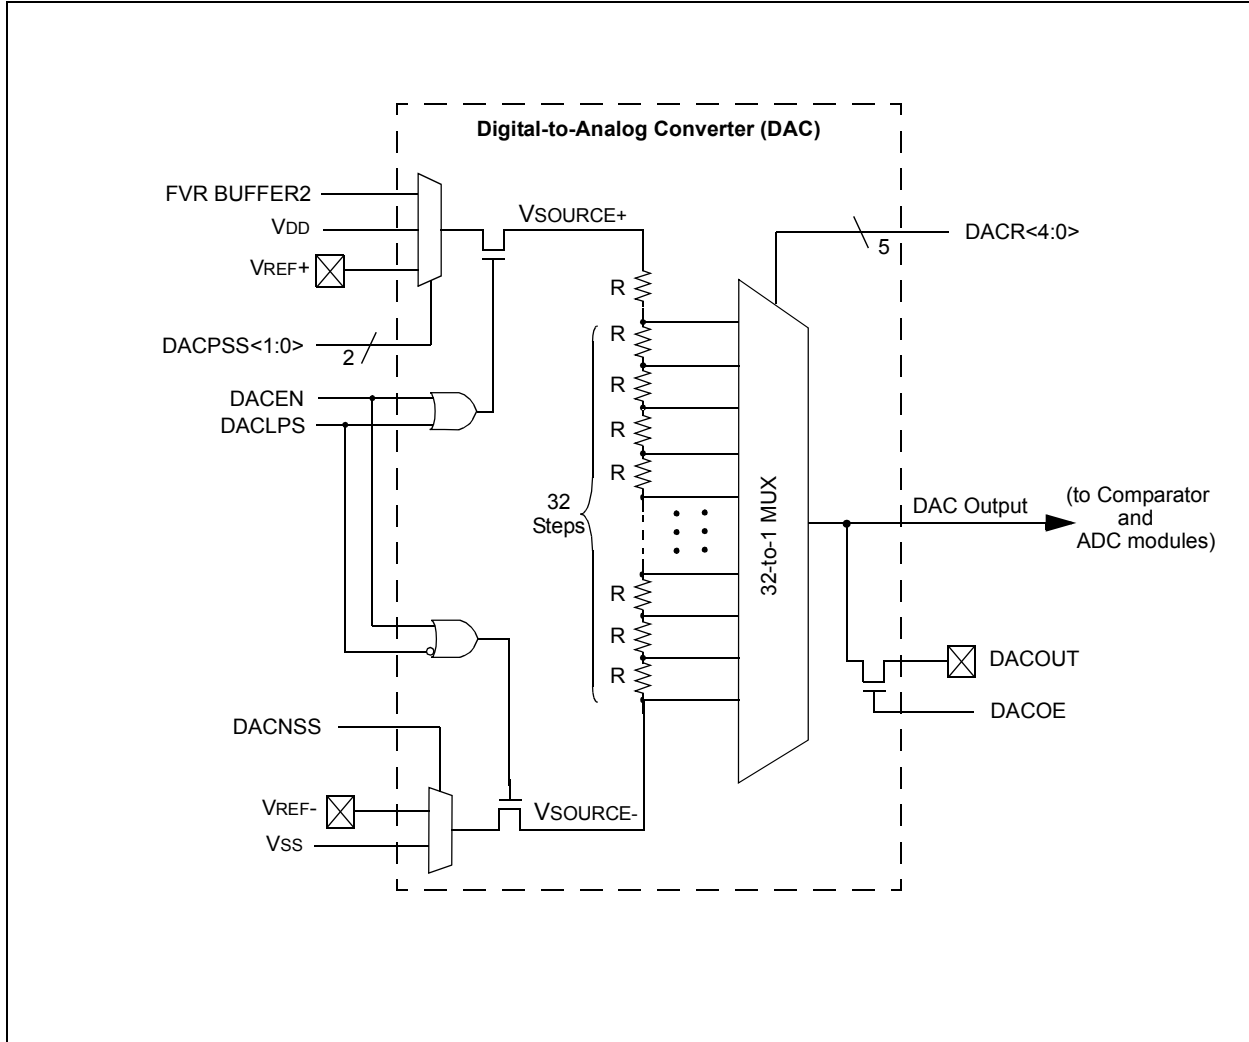 Digital-to-Analog Converter (DAC)
FVR BUFFER2
VDD
VREF+
VSOURCE+
DACR<4:0>
5
DACPSS<1:0>
2
DACEN
DACLPS
R
R
R
R
R
32
Steps
32-to-1 MUX
DAC Output
(to Comparator
and
ADC modules)
R
R
R
DACOUT
DACOE
DACNSS
VREF-
VSOURCE-
VSS